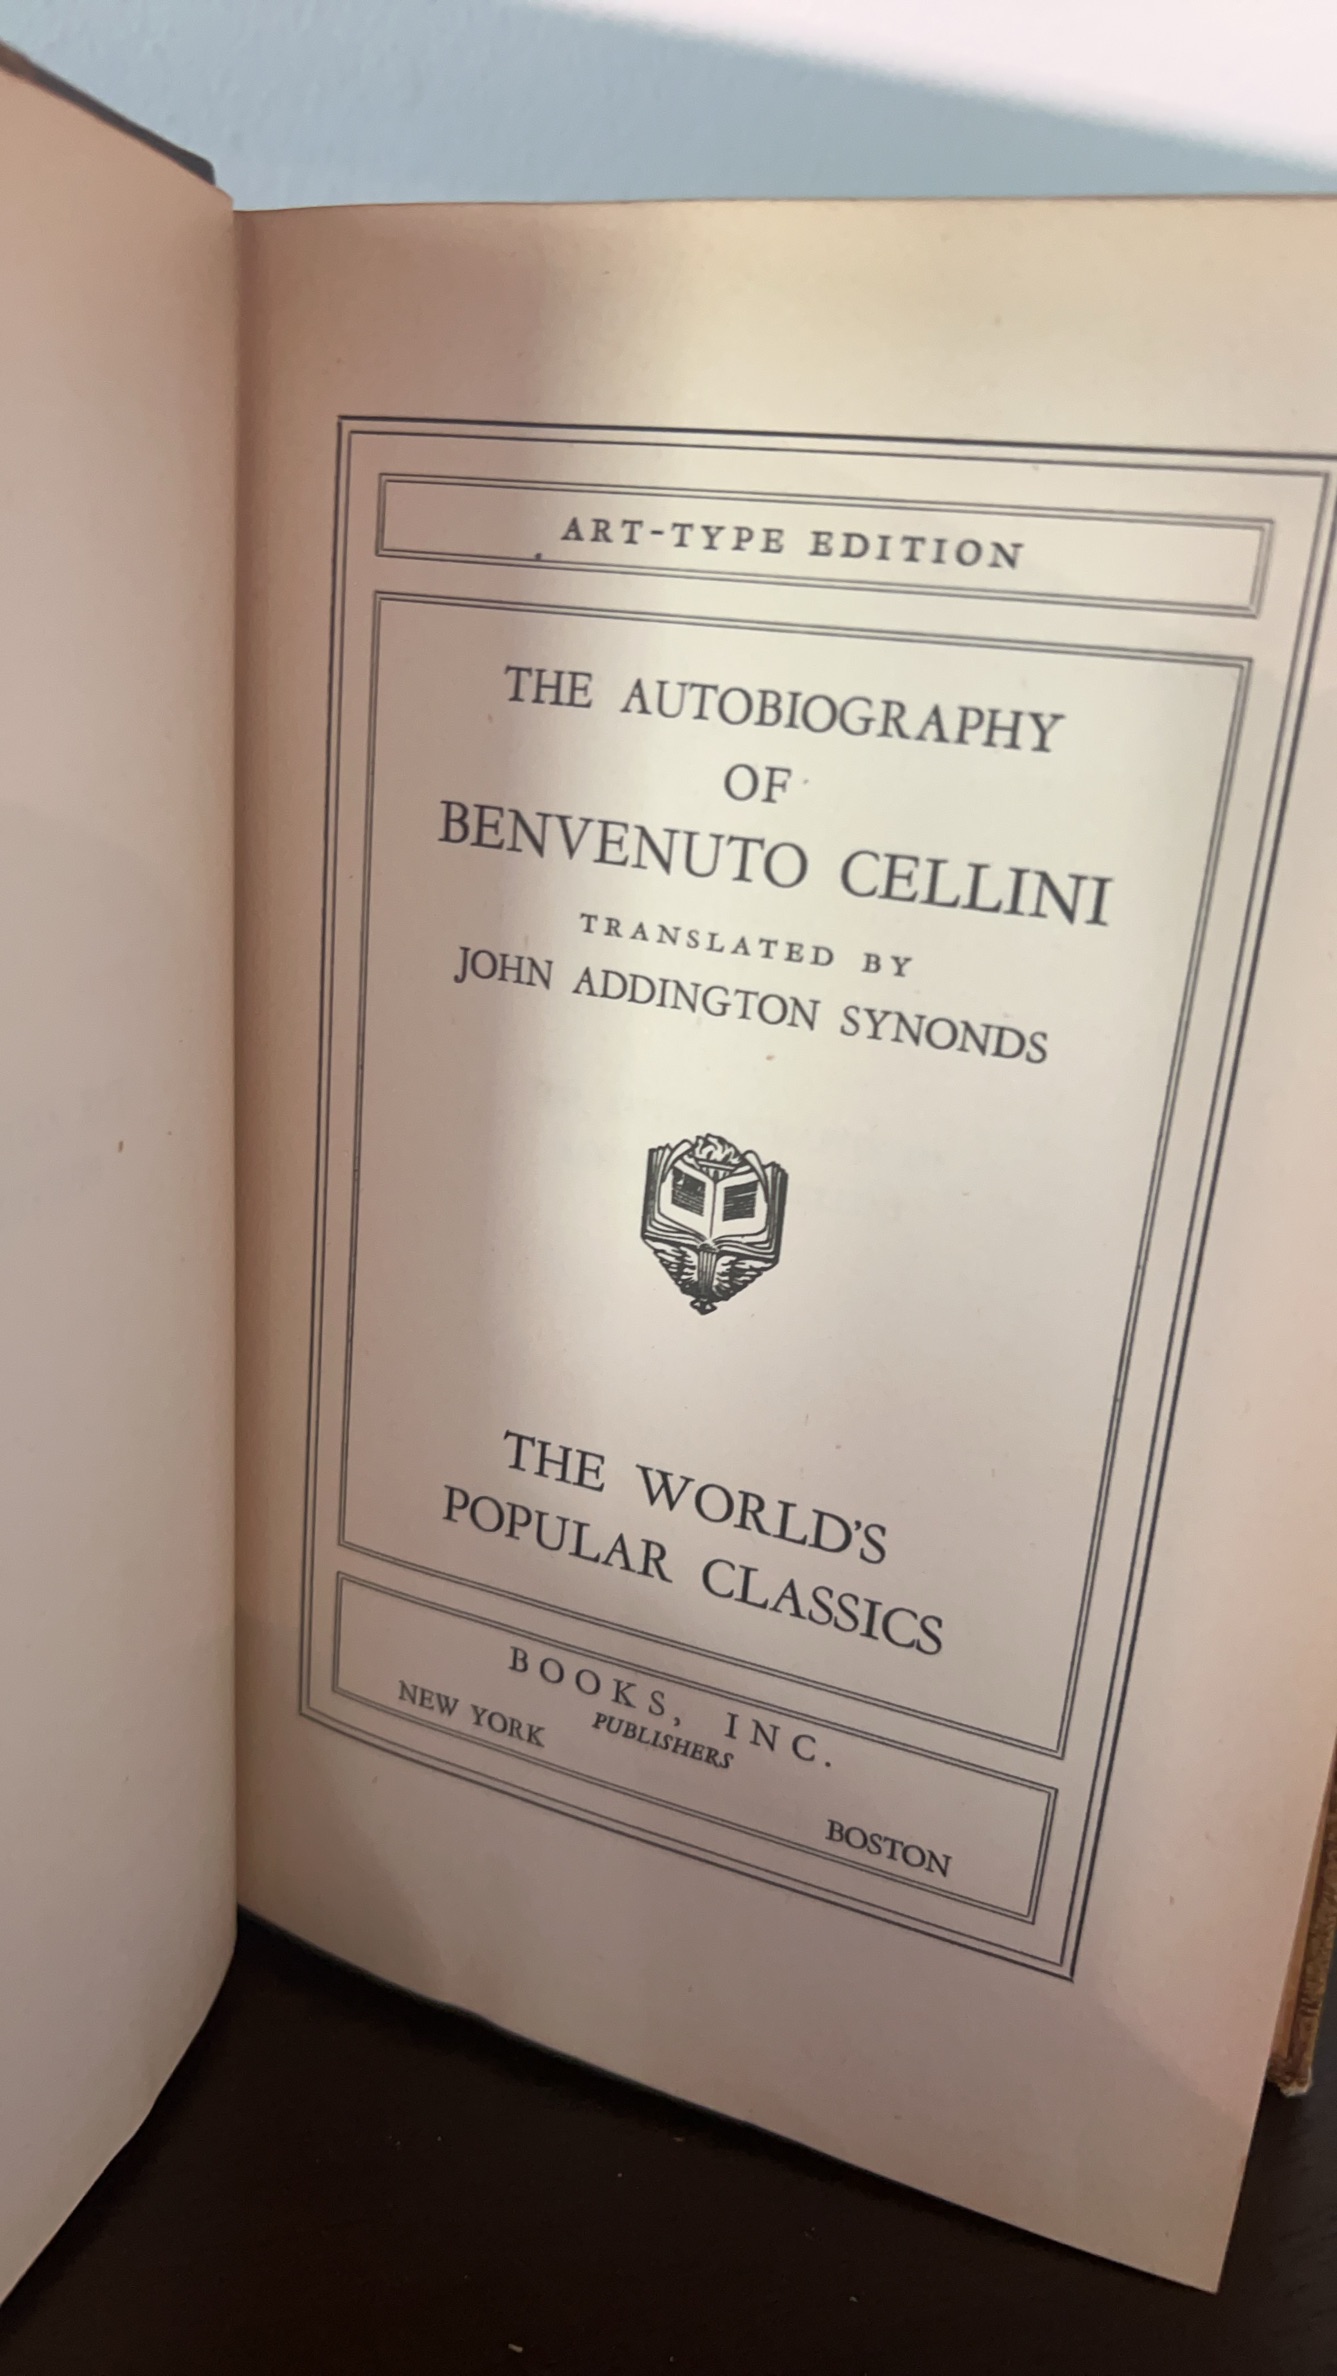 ART-TYPE EDITION
THE AUTOBIOGRAPHY
OF
BENVENUTO CELLINI
TRANSLATED BY
JOHN ADDINGTON SYNONDS
THE WORLD'S
POPULAR CLASSICS
BOOKS, INC.
PUBLISHERS
NEW YORK BOSTON